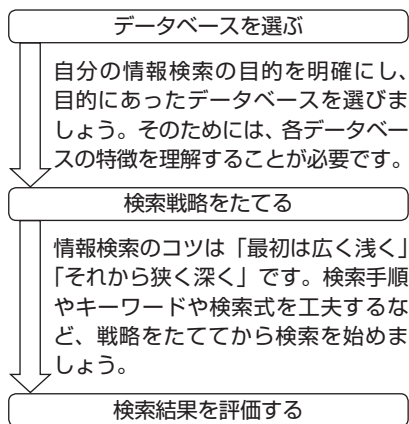 データベースを選ぶ
自分の情報検索の目的を明確にし、
目的にあったデータベースを選びま
しょう。そのためには、各データベー
スの特徴を理解することが必要です。
検索戦略をたてる
情報検索のコツは「最初は広く浅く」
「それから狭く深く」です。検索手順
やキーワードや検索式を工夫するな
ど、戦略をたててから検索を始めま
しょう。
検索結果を評価する